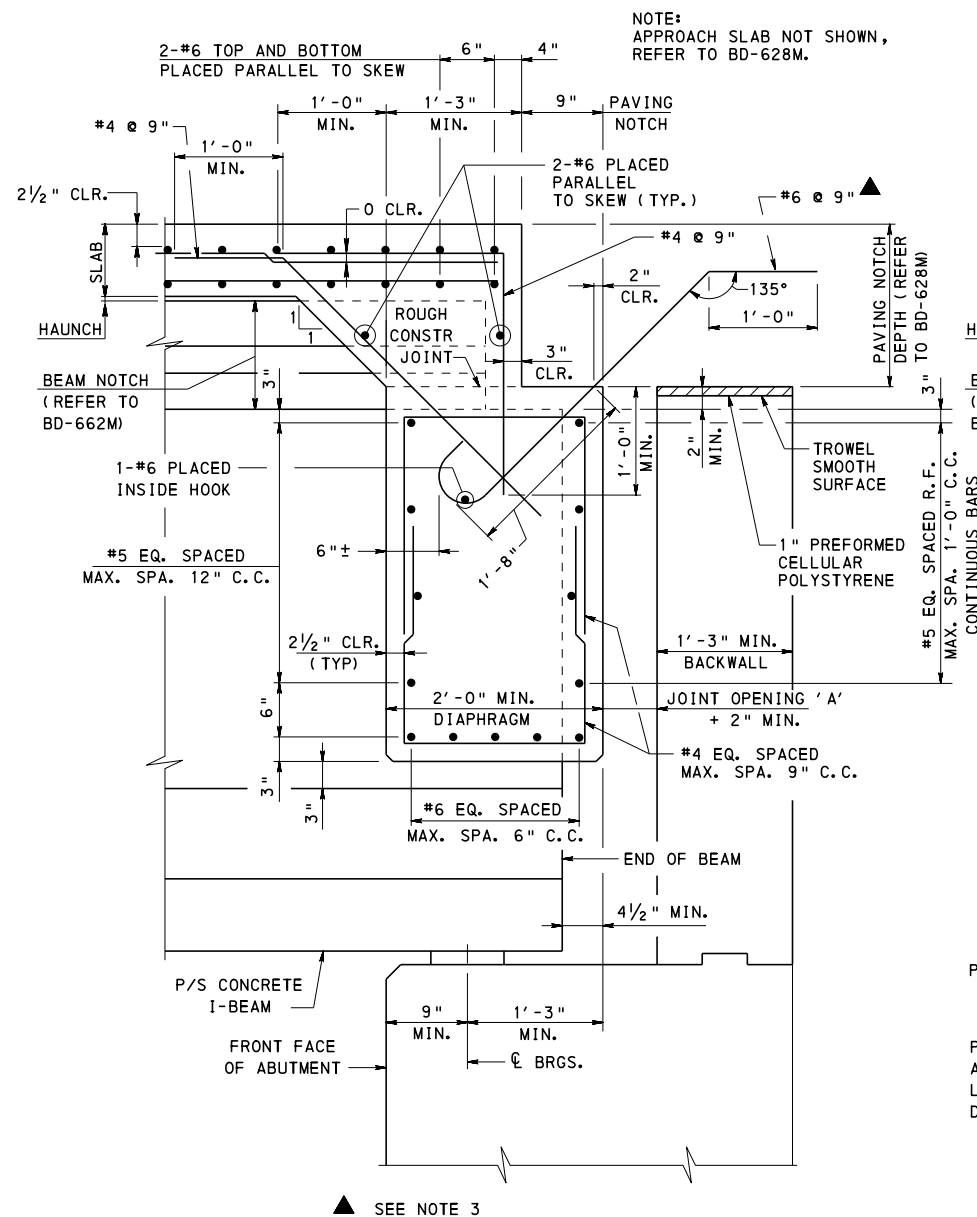 NOTE:
APPROACH SLAB NOT SHOWN,
REFER TO BD-628M.
2-#6 TOP AND BOTTOM
PLACED PARALLEL TO SKEW
6"
4"
1'-0"
MIN.
1'-3"
MIN.
9"
PAVING
NOTCH
#4 @ 9"
1'-0"
MIN.
2-#6 PLACED
PARALLEL
TO SKEW (TYP.)
#6 @ 9" ▲
2½" CLR.
0 CLR.
#4 @ 9"
SLAB
2"
CLR.
135°
1'-0"
PAVING NOTCH
DEPTH (REFER
TO BD-628M)
HAUNCH
1
1
ROUGH
CONSTR
JOINT
3"
CLR.
H
BEAM NOTCH
(REFER TO
BD-662M)
3"
1'-0"
MIN.
2"
MIN.
3"
B
(
B
TROWEL
SMOOTH
SURFACE
1-#6 PLACED
INSIDE HOOK
6"±
1'-8"
1" PREFORMED
CELLULAR
POLYSTYRENE
#5 EQ. SPACED
MAX. SPA. 12" C.C.
#5 EQ. SPACED R.F.
MAX. SPA. 1'-0" C.C.
CONTINUOUS BARS
2½" CLR.
(TYP)
1'-3" MIN.
BACKWALL
6"
2'-0" MIN.
DIAPHRAGM
JOINT OPENING 'A'
+ 2" MIN.
#4 EQ. SPACED
MAX. SPA. 9" C.C.
3"
3"
#6 EQ. SPACED
MAX. SPA. 6" C.C.
END OF BEAM
4½" MIN.
P/S CONCRETE
I-BEAM
9"
MIN.
1'-3"
MIN.
P
FRONT FACE
OF ABUTMENT
℄ BRGS.
P
A
L
D
▲ SEE NOTE 3